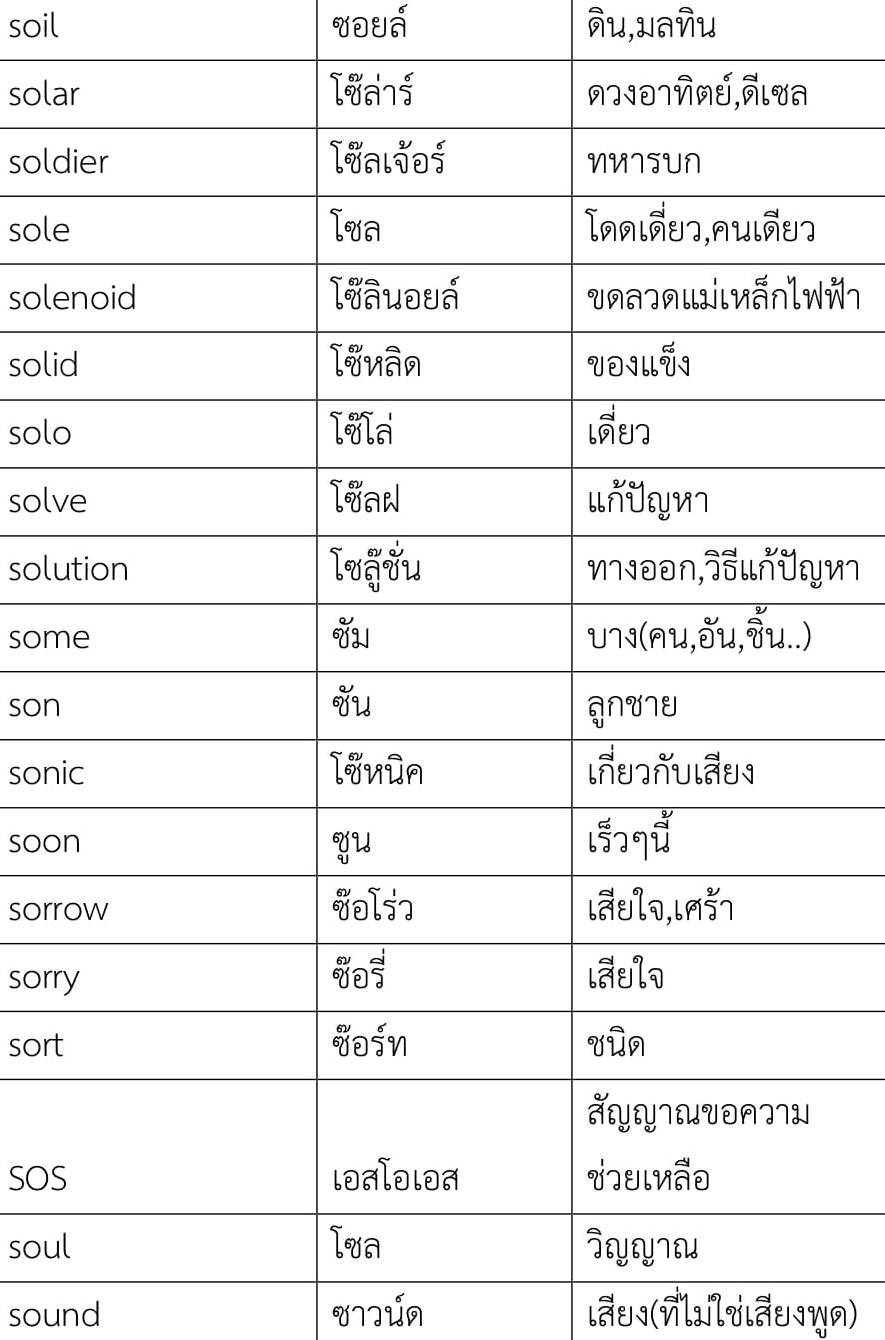 soil ซอยล์ ดิน,มลทิน
solar โซ๊ล่าร์ ดวงอาทิตย์,ดีเซล
soldier โซ๊ลเจ้อร์ ทหารบก
sole โซล โดดเดี่ยว,คนเดียว
solenoid โซ๊ลินอยล์ ขดลวดแม่เหล็กไฟฟ้า
solid โซ๊หลิด ของแข็ง
solo โซ๊โล่ เดี่ยว
solve โซ๊ลฝ แก้ปัญหา
solution โซลู๊ชั่น ทางออก,วิธีแก้ปัญหา
some ซัม บาง(คน,อัน,ชิ้น..)
son ซัน ลูกชาย
sonic โซ๊หนิค เกี่ยวกับเสียง
soon ซูน เร็วๆนี้
sorrow ซ๊อโร่ว เสียใจ,เศร้า
sorry ซ๊อรี่ เสียใจ
sort ซ๊อร์ท ชนิด
สัญญาณขอความ
SOS เอสโอเอส ช่วยเหลือ
soul โซล วิญญาณ
sound ซาวน์ด เสียง(ที่ไม่ใช่เสียงพูด)